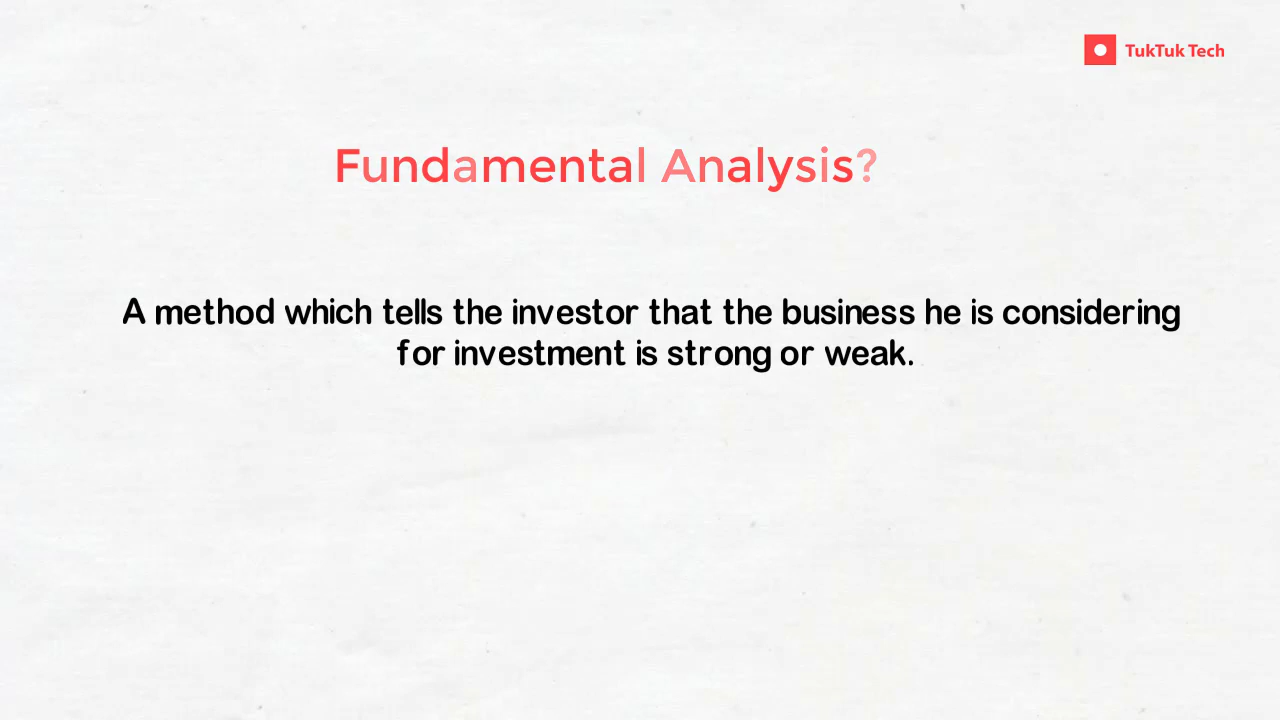 TukTuk Tech
Fundamental Analysis?
A method which tells the investor that the business he is considering
for investment is strong or weak.